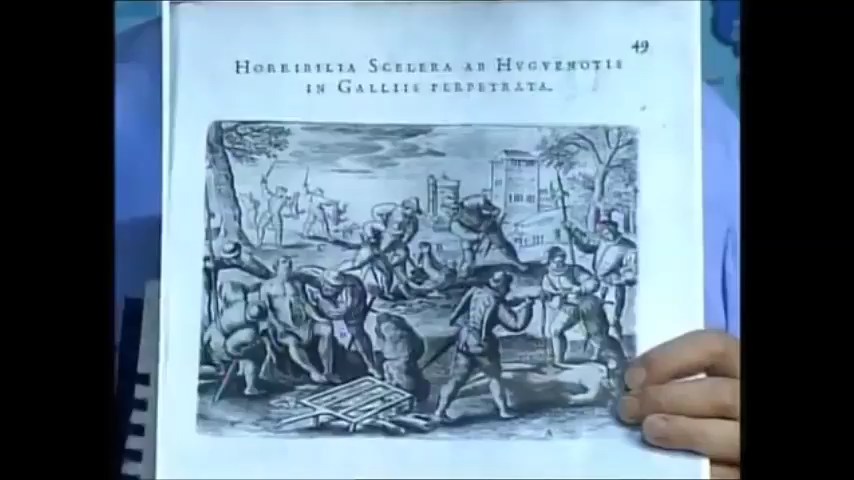 49
HORRIBILIA SCELERA AB HVGVENOTIS
IN GALLIIS PERPETRATA.
A